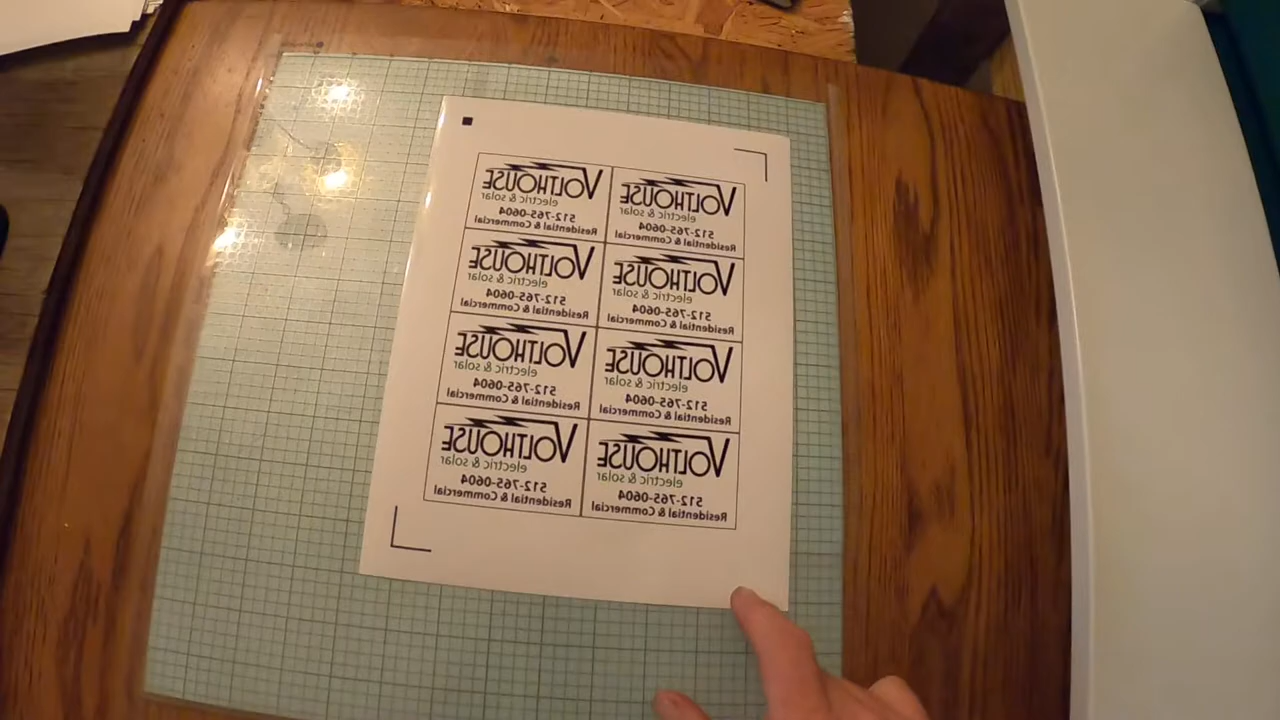 VOLTHOUSE
electric & solar
512-765-0604
Residential & Commercial
VOLTHOUSE
electric & solar
512-765-0604
Residential & Commercial
VOLTHOUSE
electric & solar
512-765-0604
Residential & Commercial
VOLTHOUSE
electric & solar
512-765-0604
Residential & Commercial
VOLTHOUSE
electric & solar
512-765-0604
Residential & Commercial
VOLTHOUSE
electric & solar
512-765-0604
Residential & Commercial
VOLTHOUSE
electric & solar
512-765-0604
Residential & Commercial
VOLTHOUSE
electric & solar
512-765-0604
Residential & Commercial